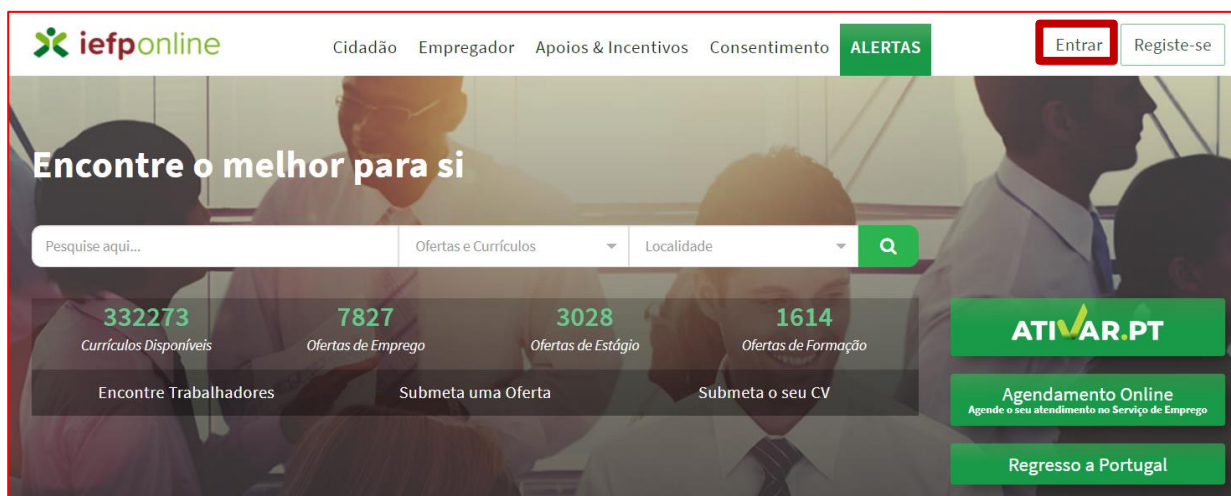 iefponline
Cidadão Empregador Apoios & Incentivos Consentimento ALERTAS Entrar Registe-se
Encontre o melhor para si
Pesquise aqui... Ofertas e Currículos Localidade
332273 7827 3028 1614
Currículos Disponíveis Ofertas de Emprego Ofertas de Estágio Ofertas de Formação
Encontre Trabalhadores Submeta uma Oferta Submeta o seu CV
ATIVAR.PT
Agendamento Online
Agende o seu atendimento no Serviço de Emprego
Regresso a Portugal